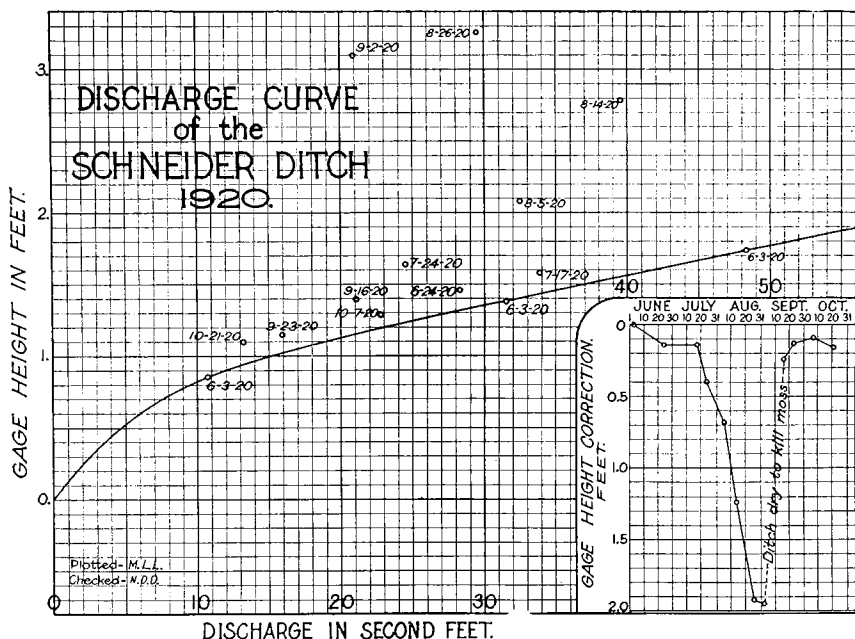 DISCHARGE CURVE
of the
SCHNEIDER DITCH
1920.
GAGE HEIGHT IN FEET.
3.
2.
1.
0.
9-2-20
8-26-20
8-14-20
8-5-20
7-24-20
7-17-20
6-3-20
9-16-20
6-24-20
10-7-20
6-3-20
10-21-20
9-23-20
6-3-20
Plotted-M.L.L.
Checked-N.D.D.
0
10
20
30
40
50
DISCHARGE IN SECOND FEET.
JUNE JULY AUG. SEPT. OCT.
1 10 20 30 10 20 31 10 20 31 10 20 30 10 20 31
0
0.5
1.0
1.5
2.0
GAGE HEIGHT CORRECTION.
FEET.
Ditch dry to kill moss